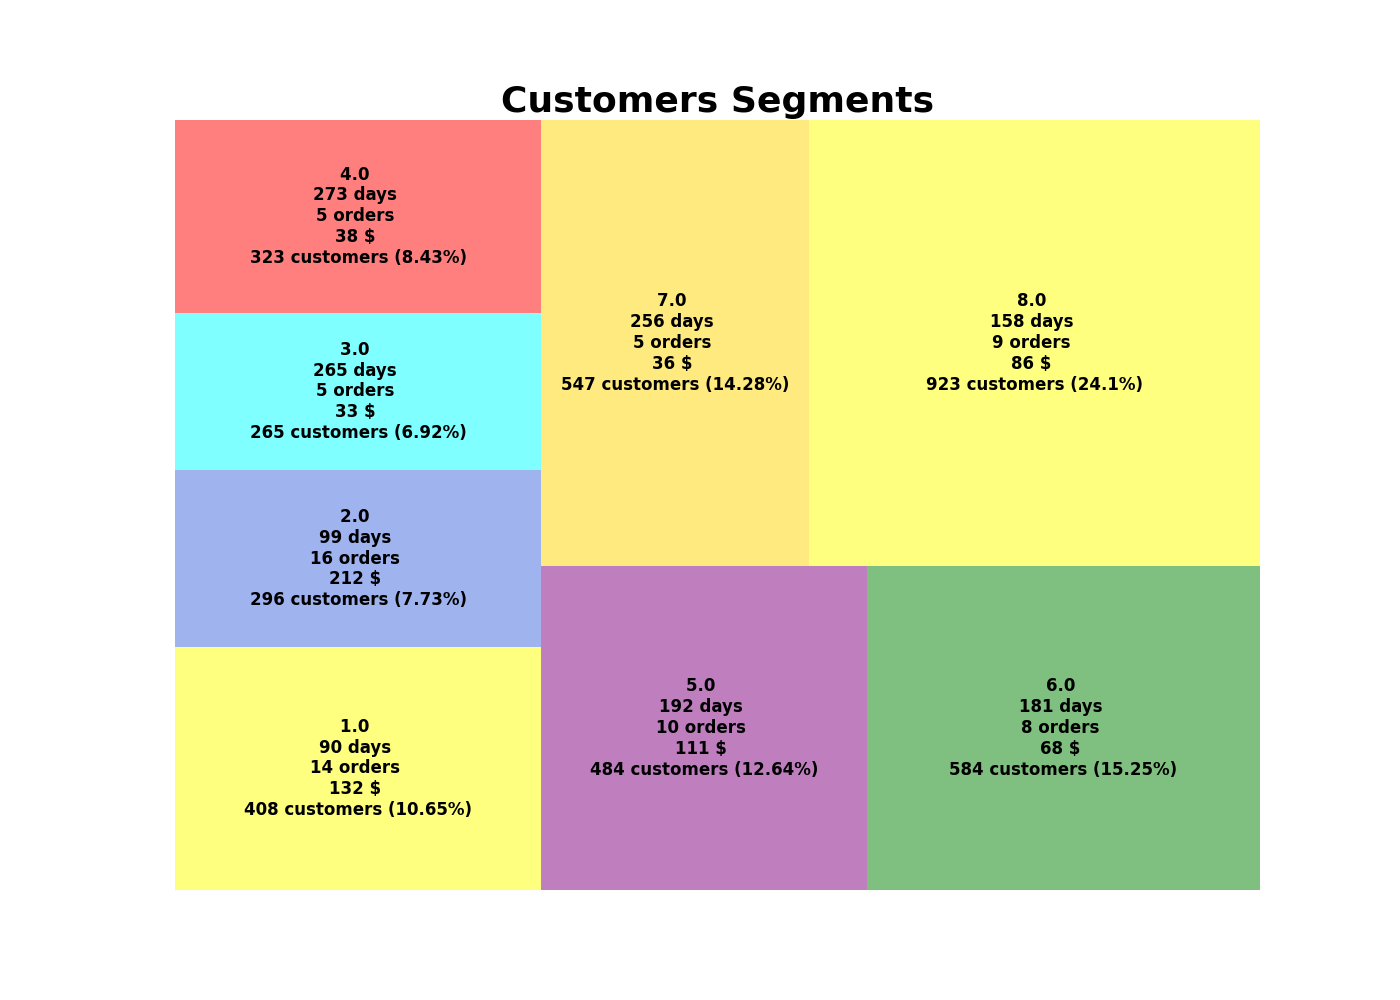 Customers Segments
4.0
273 days
5 orders
38 $
323 customers (8.43%)
3.0
265 days
5 orders
33 $
265 customers (6.92%)
2.0
99 days
16 orders
212 $
296 customers (7.73%)
1.0
90 days
14 orders
132 $
408 customers (10.65%)
7.0
256 days
5 orders
36 $
547 customers (14.28%)
8.0
158 days
9 orders
86 $
923 customers (24.1%)
5.0
192 days
10 orders
111 $
484 customers (12.64%)
6.0
181 days
8 orders
68 $
584 customers (15.25%)